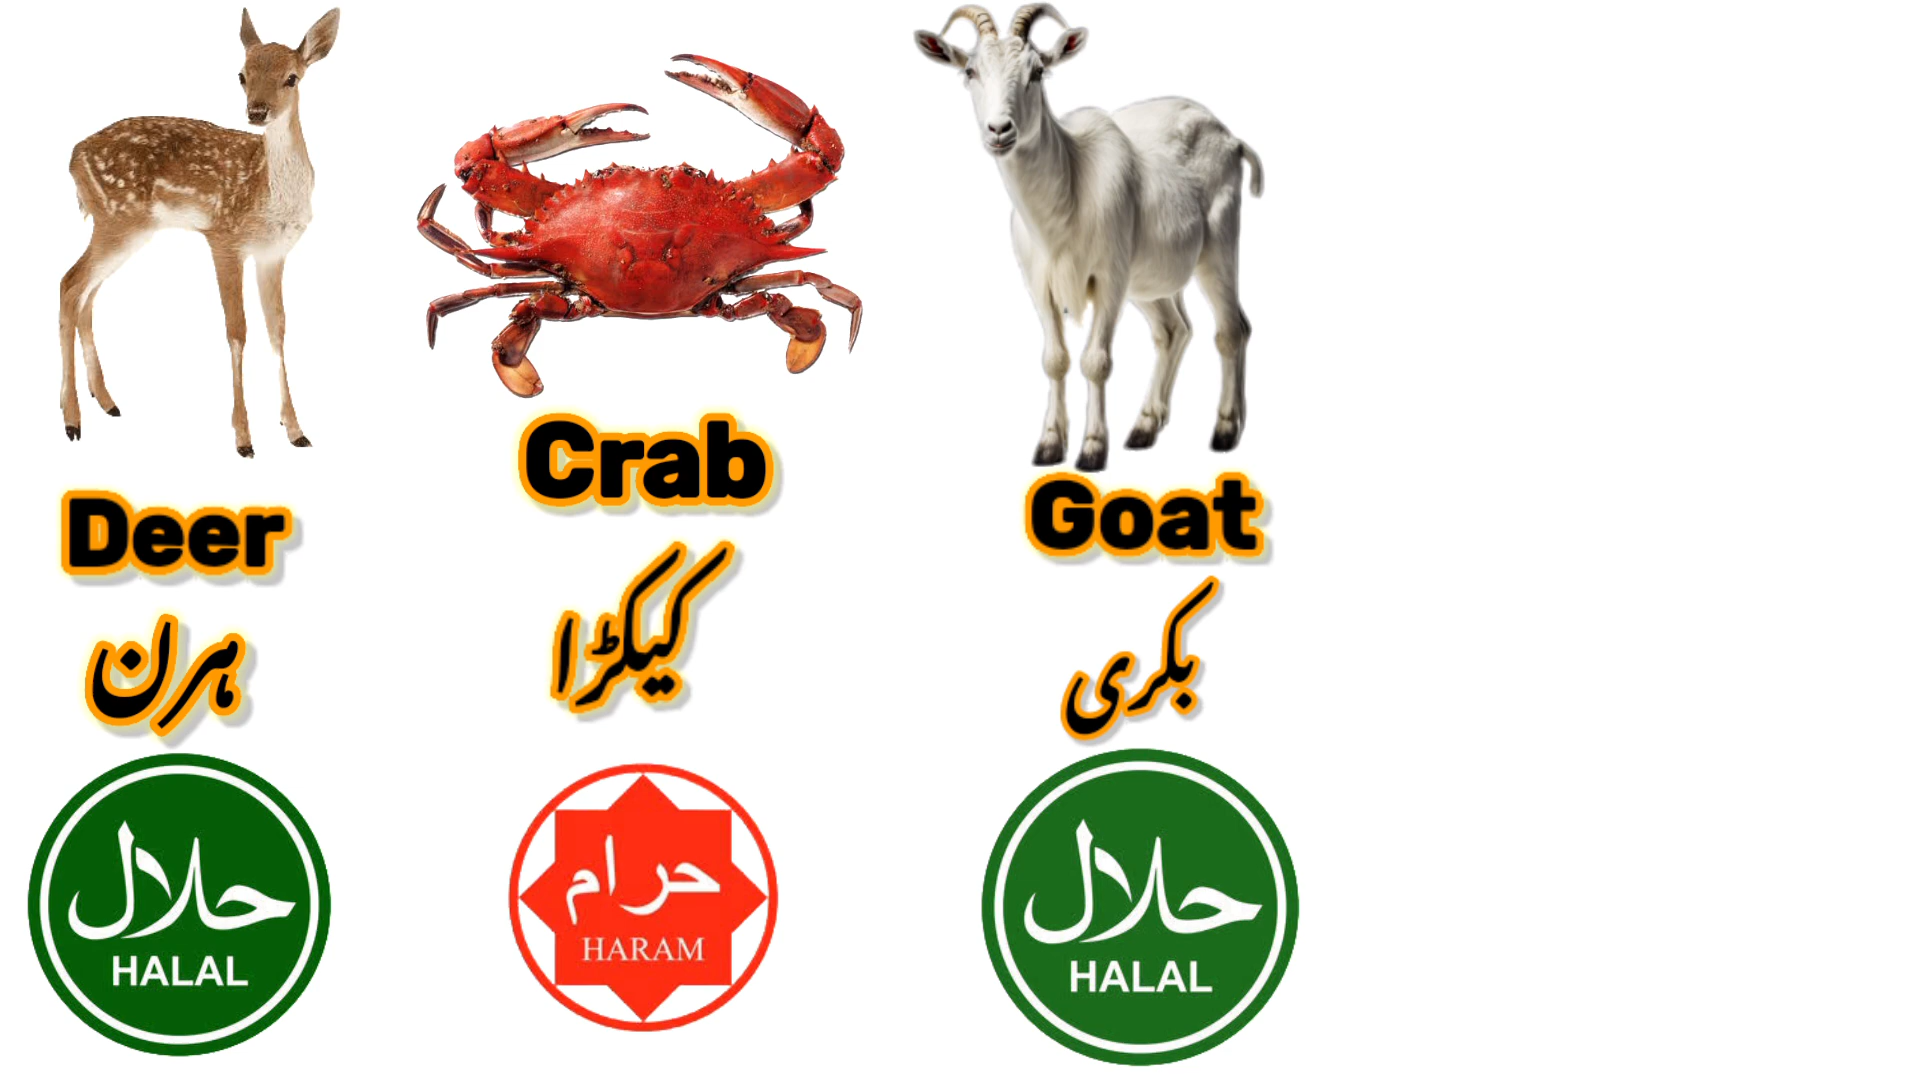 Deer
ہرن
حلال
HALAL
Crab
کیکڑا
حرام
HARAM
Goat
بکری
حلال
HALAL